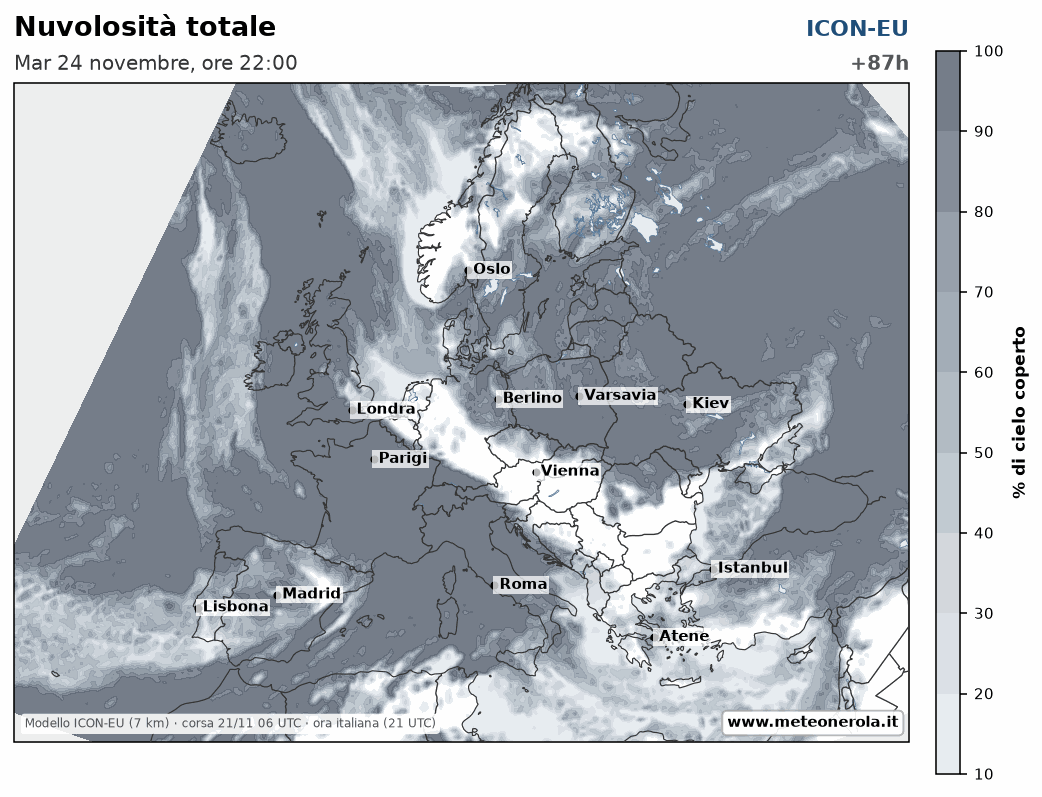 Nuvolosità totale
ICON-EU
Mar 24 novembre, ore 22:00
+87h
100
90
80
70
60
50
40
30
20
10
% di cielo coperto
Oslo
Berlino
Varsavia
Kiev
Londra
Parigi
Vienna
Istanbul
Roma
Madrid
Lisbona
Atene
Modello ICON-EU (7 km) · corsa 21/11 06 UTC · ora italiana (21 UTC)
www.meteonerola.it